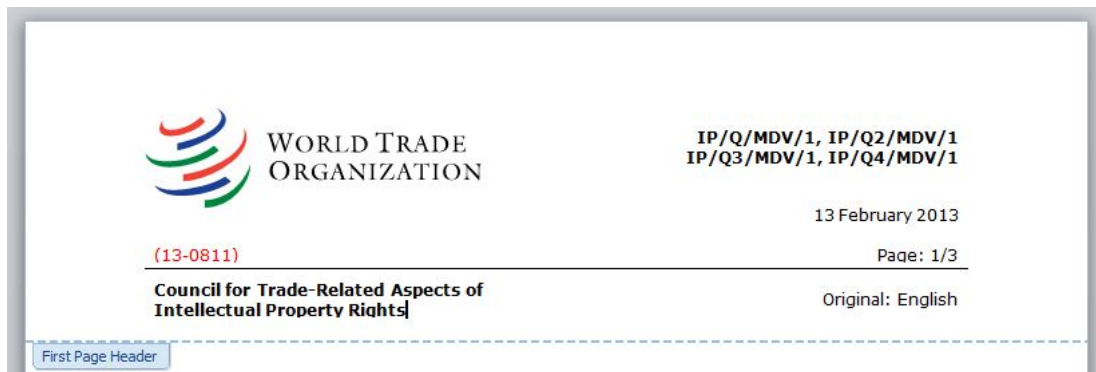 WORLD TRADE
ORGANIZATION
IP/Q/MDV/1, IP/Q2/MDV/1
IP/Q3/MDV/1, IP/Q4/MDV/1
13 February 2013
(13-0811)
Page: 1/3
Council for Trade-Related Aspects of
Intellectual Property Rights
Original: English
First Page Header